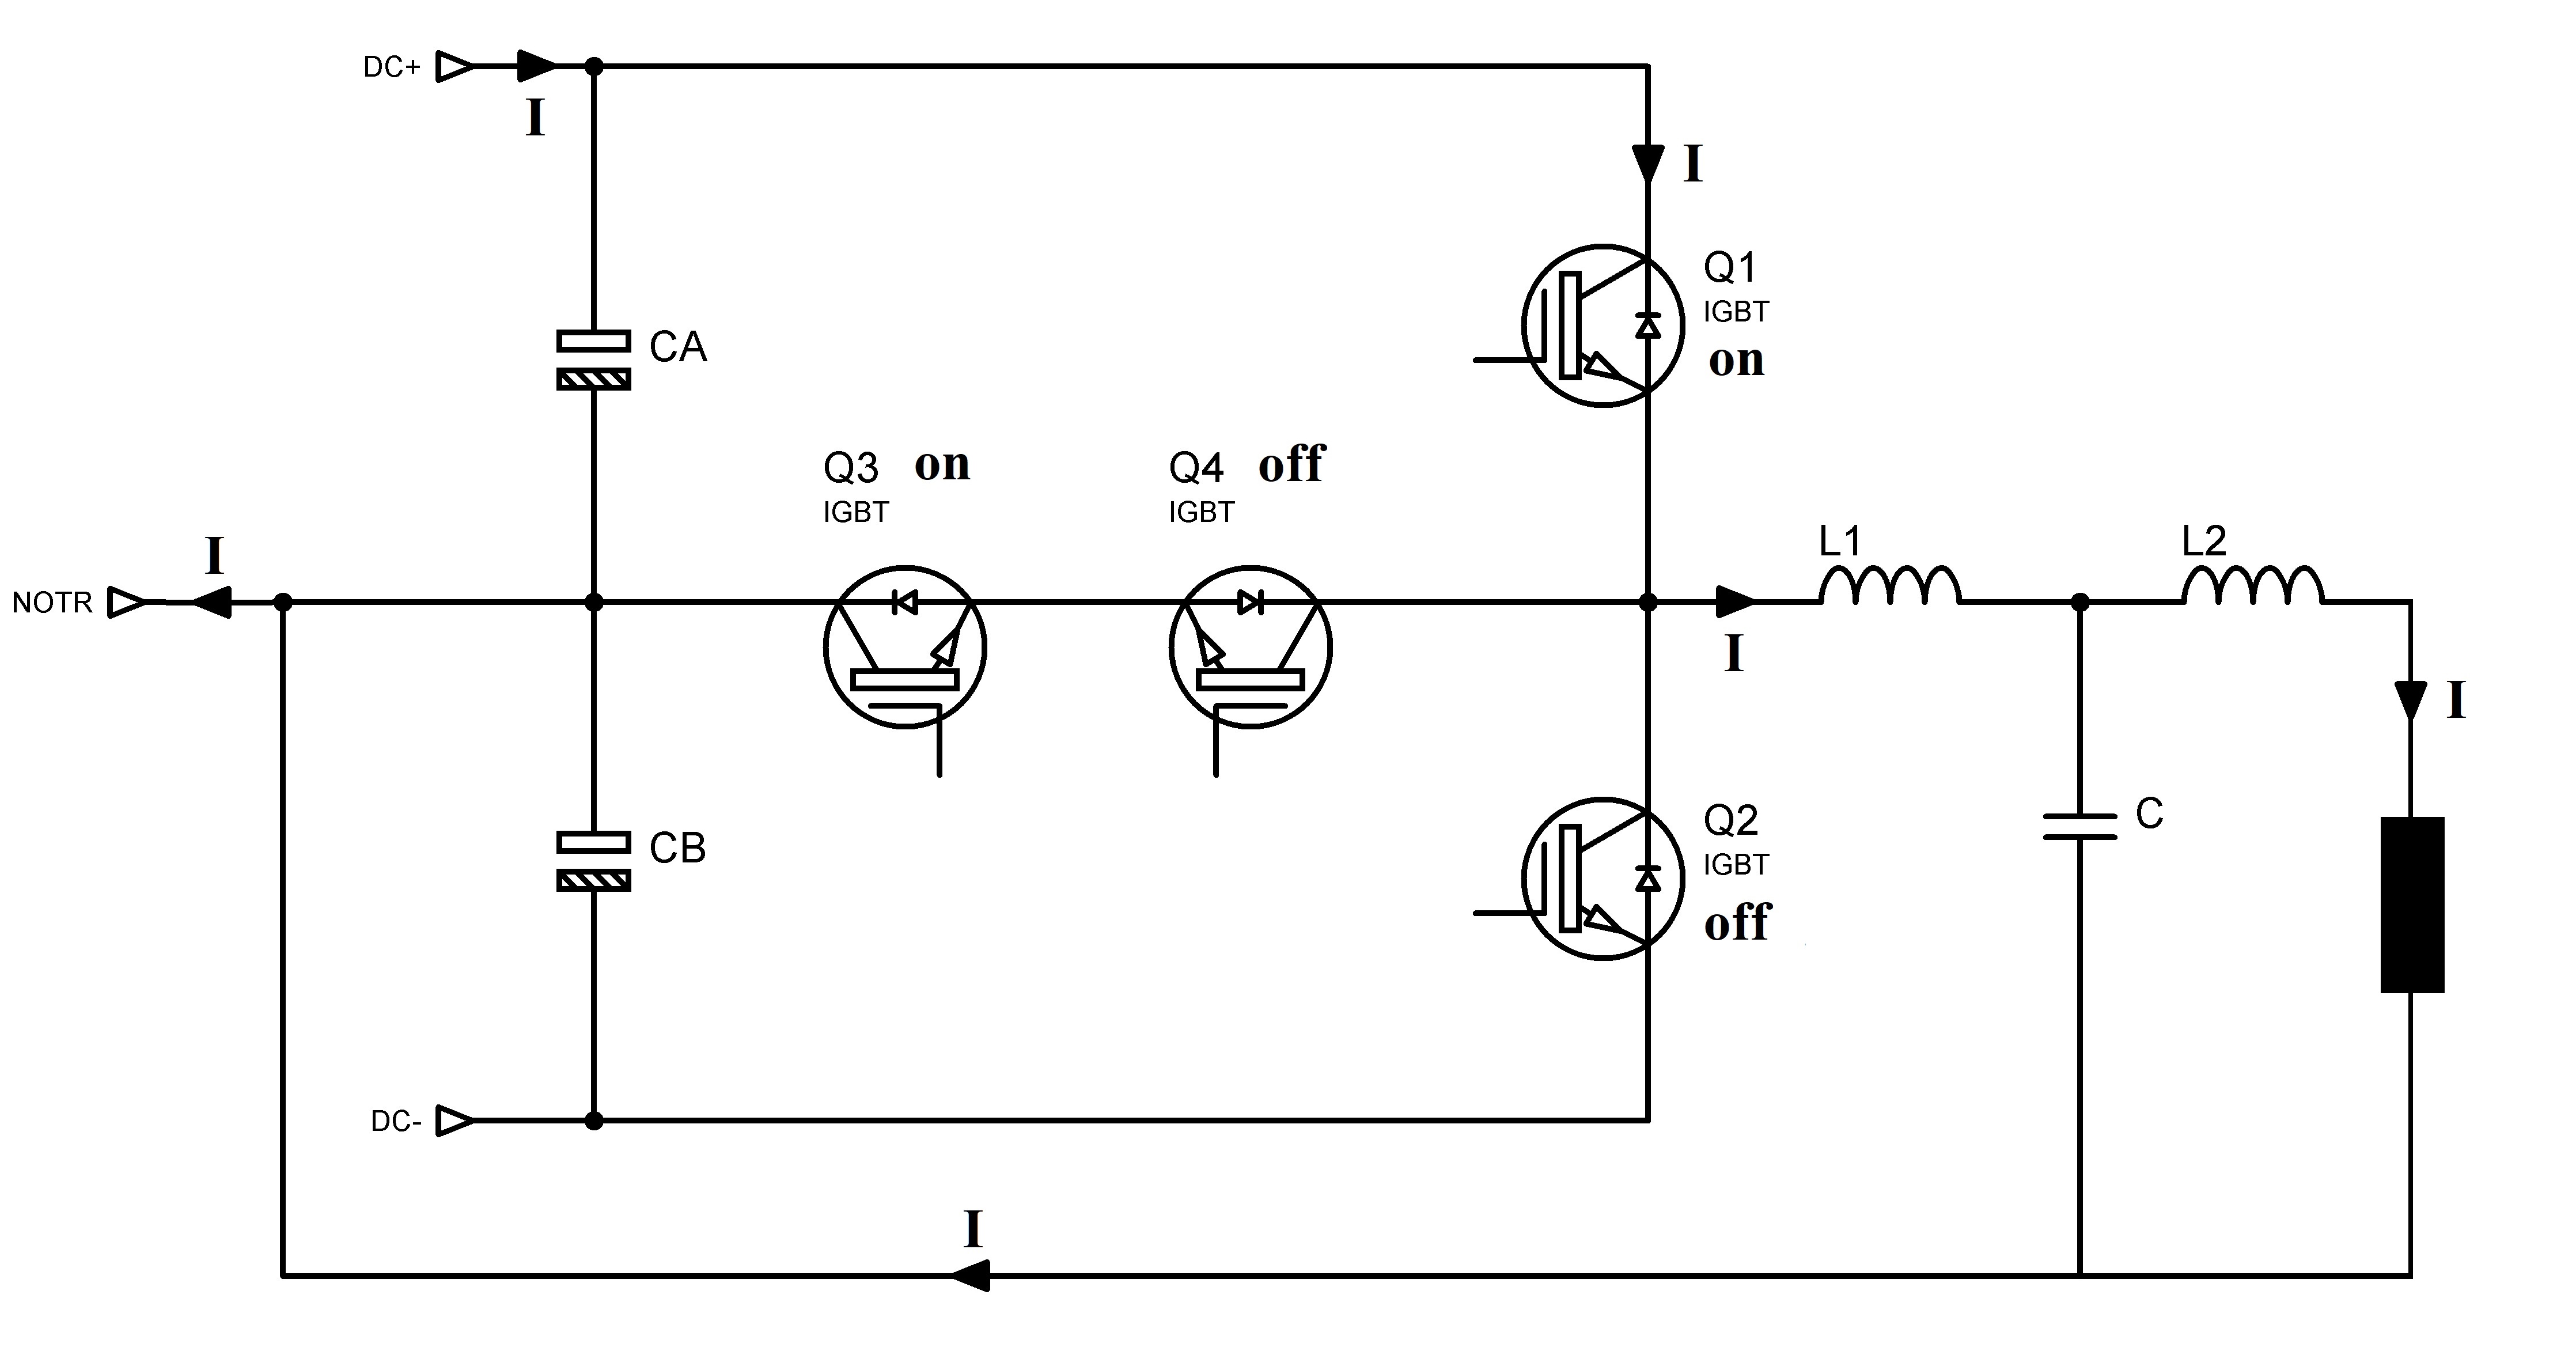 DC+
I
I
Q1
IGBT
on
CA
Q3 on
IGBT
Q4 off
IGBT
I
NOTR
L1
L2
I
I
Q2
IGBT
off
C
CB
DC-
I